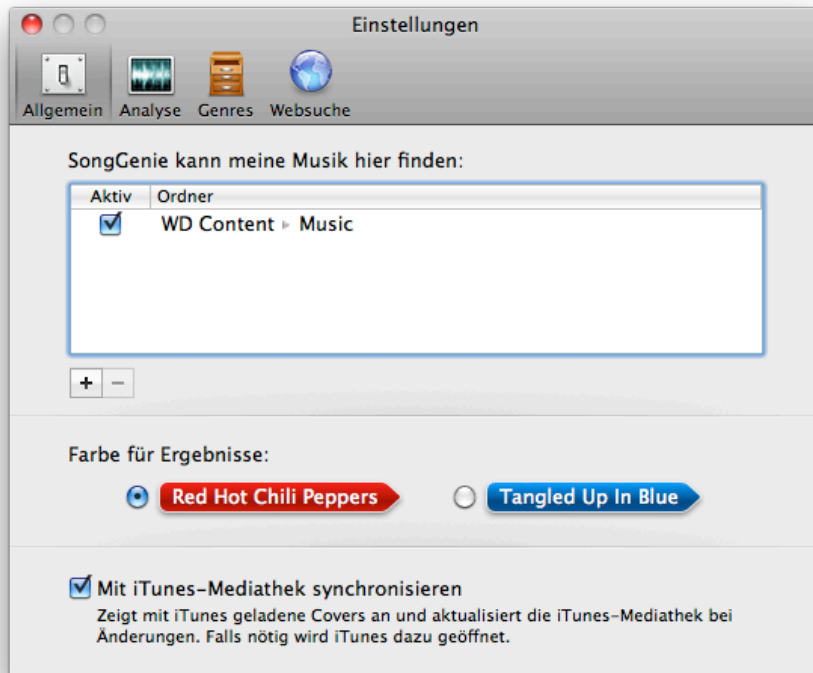 Einstellungen
Allgemein Analyse Genres Websuche
SongGenie kann meine Musik hier finden:
Aktiv Ordner
WD Content ▸ Music
+ −
Farbe für Ergebnisse:
Red Hot Chili Peppers Tangled Up In Blue
Mit iTunes-Mediathek synchronisieren
Zeigt mit iTunes geladene Covers an und aktualisiert die iTunes-Mediathek bei
Änderungen. Falls nötig wird iTunes dazu geöffnet.